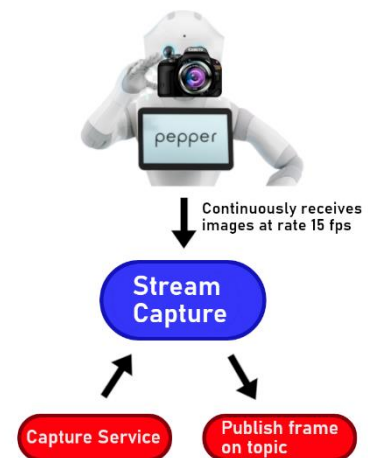 pepper
Continuously receives
images at rate 15 fps
Stream
Capture
Capture Service
Publish frame
on topic